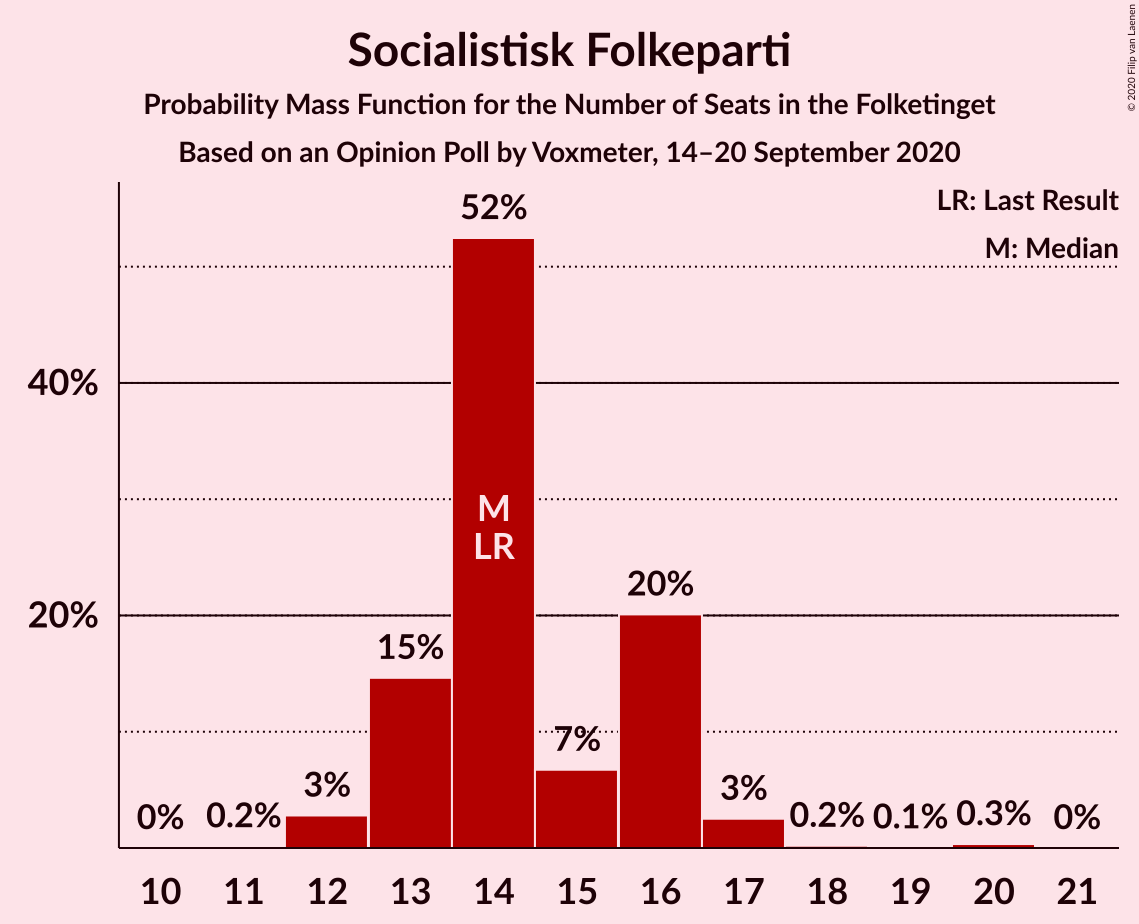 Socialistisk Folkeparti
Probability Mass Function for the Number of Seats in the Folketinget
Based on an Opinion Poll by Voxmeter, 14–20 September 2020
© 2020 Filip van Laenen
LR: Last Result
M: Median
52%
40%
M
LR
20%
20%
15%
7%
3%
3%
0%
0.2%
0.2%
0.1%
0.3%
0%
10 11 12 13 14 15 16 17 18 19 20 21